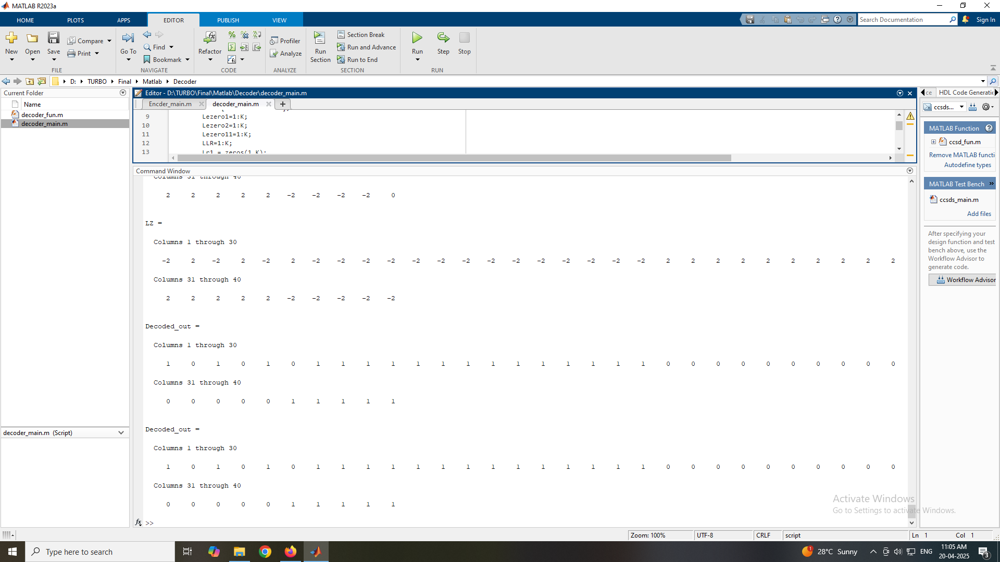 MATLAB R2023a
HOME PLOTS APPS EDITOR PUBLISH VIEW Search Documentation Sign In
New Open Save Compare Print Go To Find Bookmark Refactor Profiler Analyze Run Section Section Break Run and Advance Run to End Run Step Stop
FILE NAVIGATE CODE ANALYZE SECTION RUN
D: TURBO Final Matlab Decoder
Current Folder
Name
decoder_fun.m
decoder_main.m
decoder_main.m (Script)
Editor - D:\TURBO\Final\Matlab\Decoder\decoder_main.m
Encder_main.m decoder_main.m
9 Lezero1=1:K;
10 Lezero2=1:K;
11 Lezero11=1:K;
12 LLR=1:K;
13 Lr1 = zeros(1,K);
Command Window
Columns 31 through 40
2 2 2 2 2 -2 -2 -2 -2 0
LZ =
Columns 1 through 30
-2 2 -2 2 -2 2 -2 -2 -2 -2 -2 -2 -2 -2 -2 -2 -2 -2 -2 -2 2 2 2 2 2 2 2 2 2 2
Columns 31 through 40
2 2 2 2 2 -2 -2 -2 -2 -2
Decoded_out =
Columns 1 through 30
1 0 1 0 1 0 1 1 1 1 1 1 1 1 1 1 1 1 1 1 0 0 0 0 0 0 0 0 0 0
Columns 31 through 40
0 0 0 0 0 1 1 1 1 1
Decoded_out =
Columns 1 through 30
1 0 1 0 1 0 1 1 1 1 1 1 1 1 1 1 1 1 1 1 0 0 0 0 0 0 0 0 0 0
Columns 31 through 40
0 0 0 0 0 1 1 1 1 1
fx >>
ce HDL Code Generatic
ccsds...
MATLAB Function
ccsd_fun.m
Remove MATLAB functi
Autodefine types
MATLAB Test Bench »
ccsds_main.m
Add files
After specifying your
design function and test
bench above, use the
Workflow Advisor to
generate code.
Workflow Advisor
Activate Windows
Go to Settings to activate Windows.
Zoom: 100% UTF-8 CRLF script Ln 1 Col 1
Type here to search
1 28°C Sunny ENG 11:05 AM
20-04-2025 3